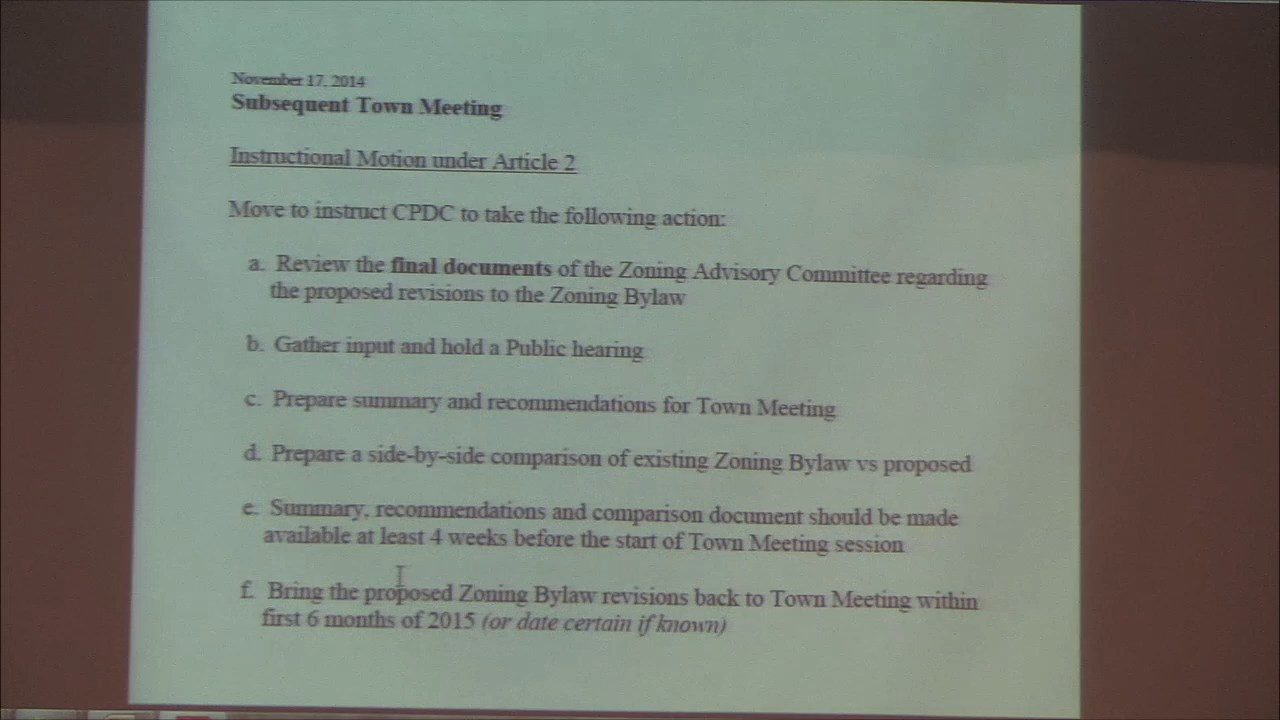 November 17, 2014
Subsequent Town Meeting
Instructional Motion under Article 2
Move to instruct CPDC to take the following action:
a. Review the final documents of the Zoning Advisory Committee regarding
the proposed revisions to the Zoning Bylaw
b. Gather input and hold a Public hearing
c. Prepare summary and recommendations for Town Meeting
d. Prepare a side-by-side comparison of existing Zoning Bylaw vs proposed
e. Summary, recommendations and comparison document should be made
available at least 4 weeks before the start of Town Meeting session
f. Bring the proposed Zoning Bylaw revisions back to Town Meeting within
first 6 months of 2015 (or date certain if known)